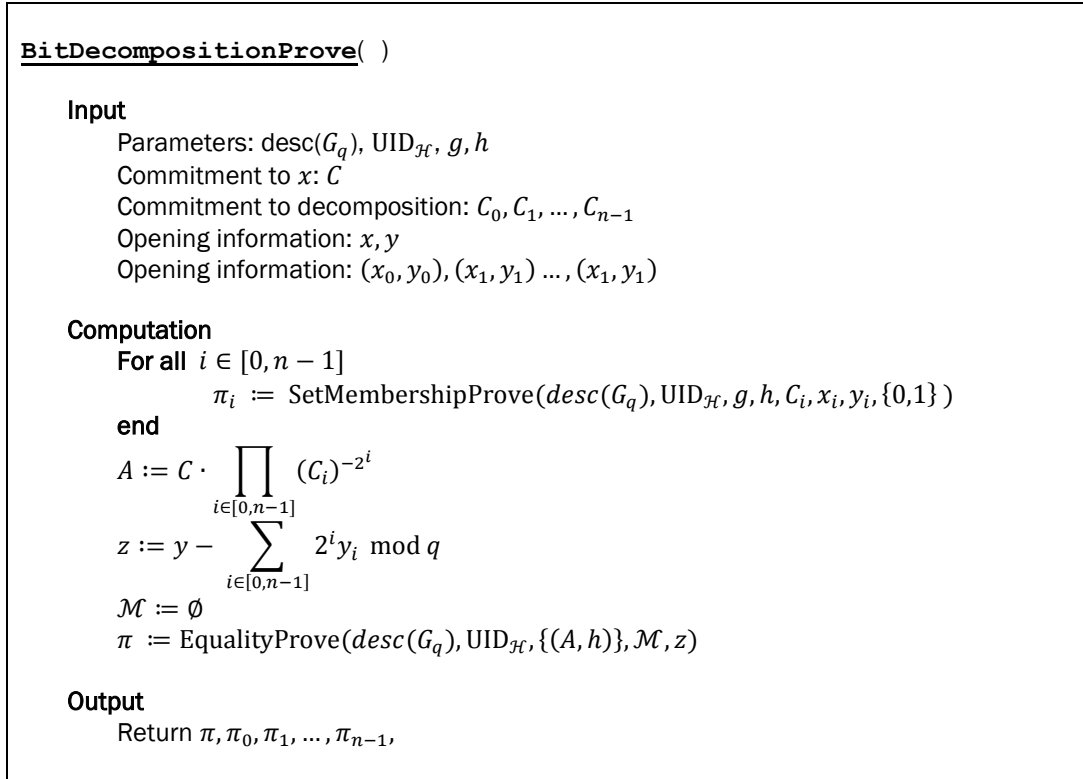 BitDecompositionProve( )
Input
Parameters: desc(G_q), UID_ℋ, g, h
Commitment to x: C
Commitment to decomposition: C_0, C_1, … , C_{n−1}
Opening information: x, y
Opening information: (x_0, y_0), (x_1, y_1) … , (x_1, y_1)
Computation
For all i ∈ [0, n − 1]
π_i := SetMembershipProve(desc(G_q), UID_ℋ, g, h, C_i, x_i, y_i, {0,1} )
end
A := C · ∏_{i∈[0,n−1]} (C_i)^{−2^i}
z := y − ∑_{i∈[0,n−1]} 2^i y_i mod q
ℳ := ∅
π := EqualityProve(desc(G_q), UID_ℋ, {(A, h)}, ℳ, z)
Output
Return π, π_0, π_1, … , π_{n−1},